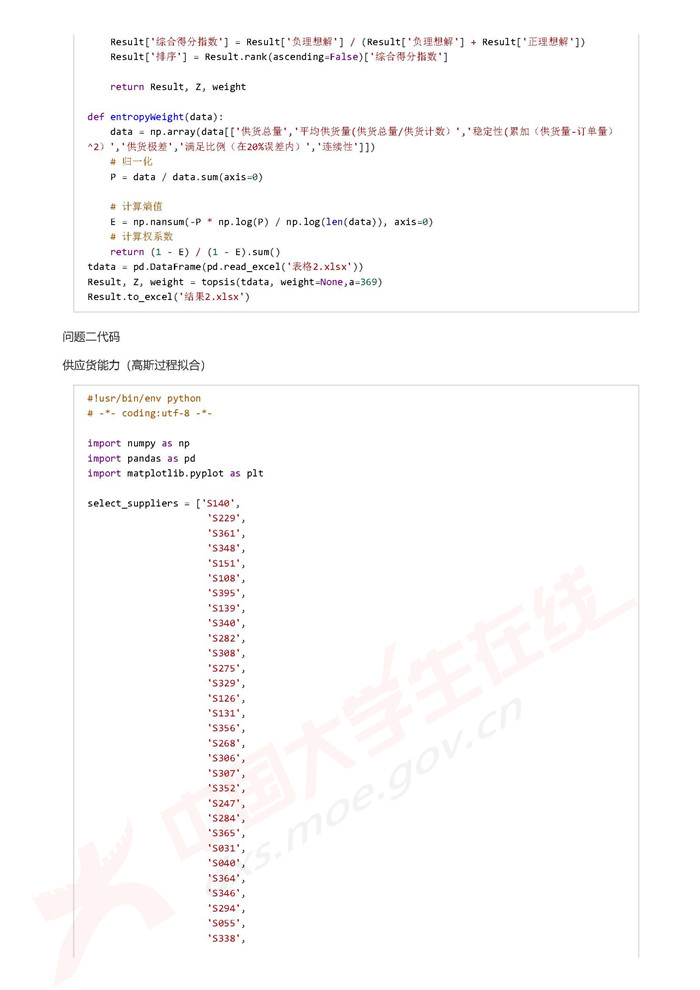 Result['综合得分指数'] = Result['负理想解'] / (Result['负理想解'] + Result['正理想解'])
Result['排序'] = Result.rank(ascending=False)['综合得分指数']
return Result, Z, weight
def entropyWeight(data):
data = np.array(data[['供货总量','平均供货量(供货总量/供货计数）','稳定性(累加（供货量-订单量）
^2）','供货极差','满足比例（在20%误差内）','连续性']])
# 归一化
P = data / data.sum(axis=0)
# 计算熵值
E = np.nansum(-P * np.log(P) / np.log(len(data)), axis=0)
# 计算权系数
return (1 - E) / (1 - E).sum()
tdata = pd.DataFrame(pd.read_excel('表格2.xlsx'))
Result, Z, weight = topsis(tdata, weight=None,a=369)
Result.to_excel('结果2.xlsx')
问题二代码
供应货能力（高斯过程拟合）
#!usr/bin/env python
# -*- coding:utf-8 -*-
import numpy as np
import pandas as pd
import matplotlib.pyplot as plt
select_suppliers = ['S140',
'S229',
'S361',
'S348',
'S151',
'S108',
'S395',
'S139',
'S340',
'S282',
'S308',
'S275',
'S329',
'S126',
'S131',
'S356',
'S268',
'S306',
'S307',
'S352',
'S247',
'S284',
'S365',
'S031',
'S040',
'S364',
'S346',
'S294',
'S055',
'S338',
中国大学生在线
dxs.moe.gov.cn